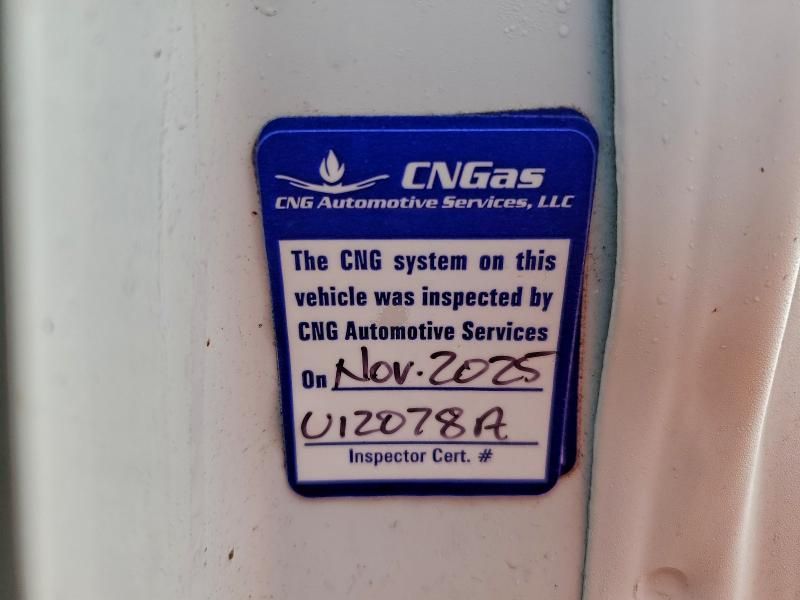 CNGas
CNG Automotive Services, LLC
The CNG system on this
vehicle was inspected by
CNG Automotive Services
On Nov. 2025
U12078A
Inspector Cert. #